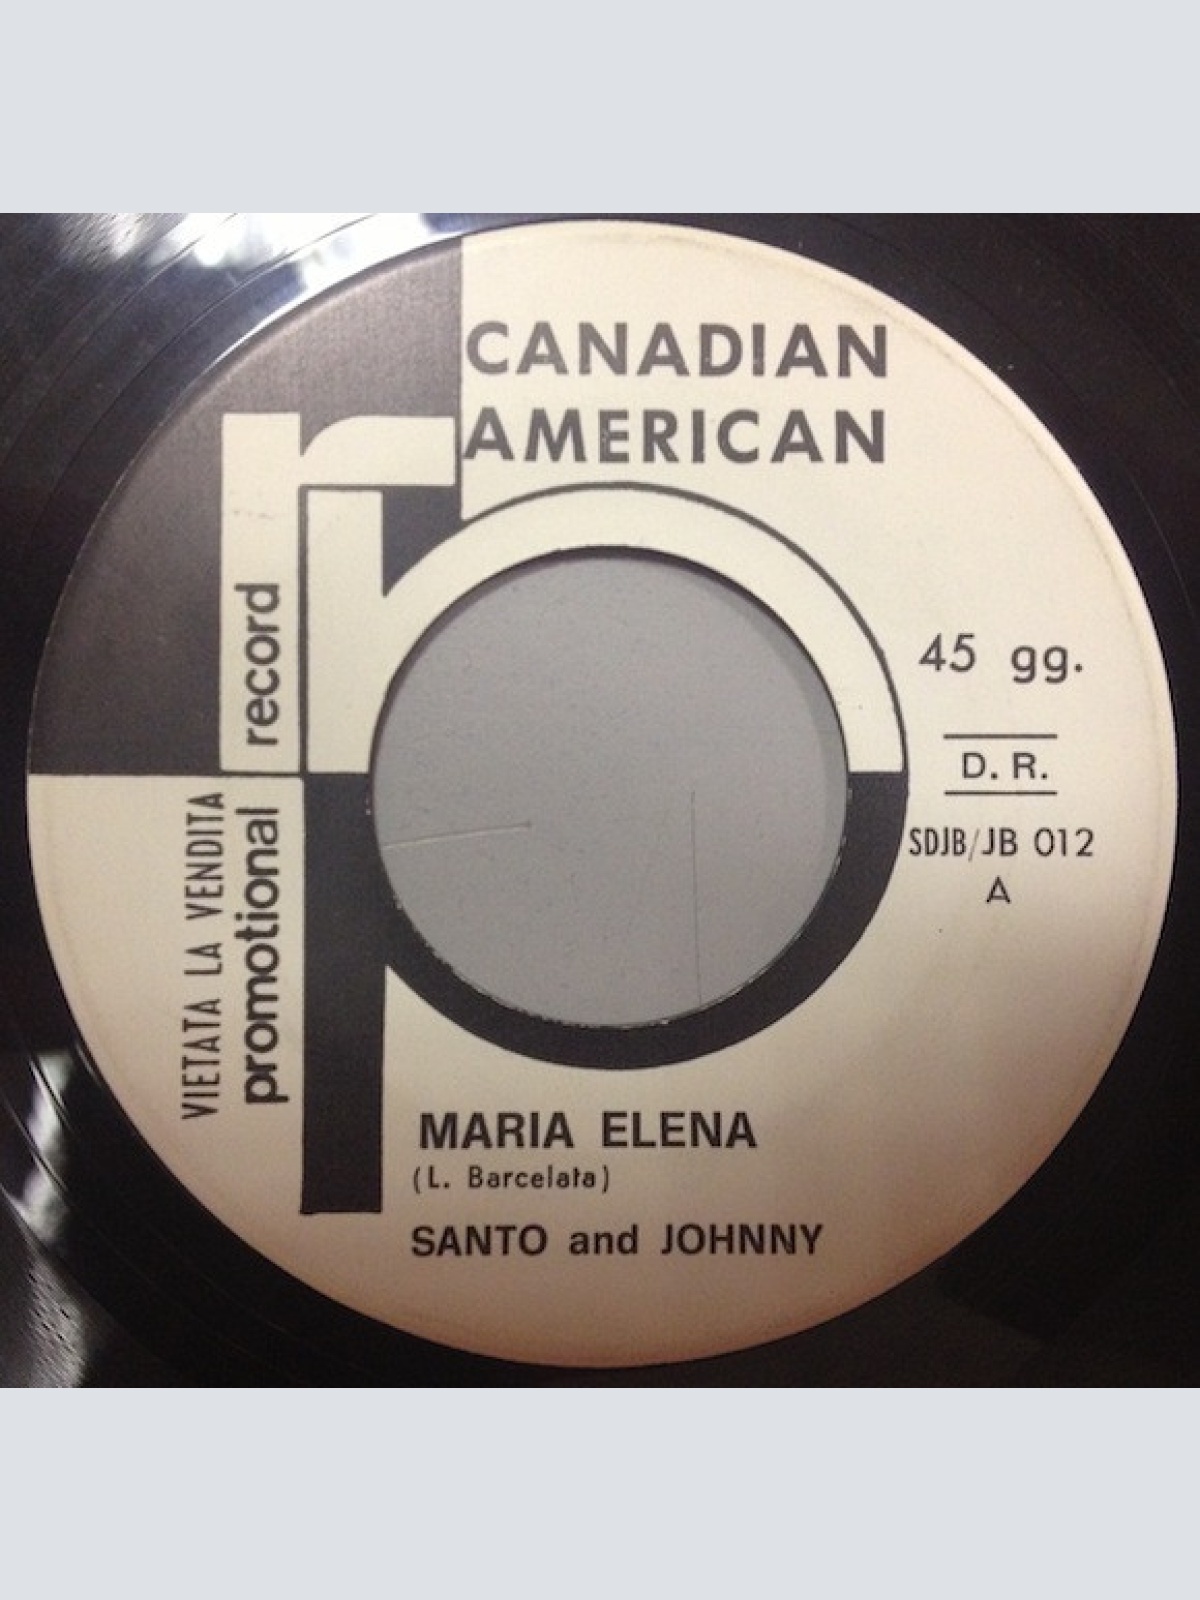 CANADIAN
AMERICAN
record
promotional
VIETATA LA VENDITA
45 gg.
D. R.
SDJB/JB 012
A
MARIA ELENA
(L. Barcelata)
SANTO and JOHNNY